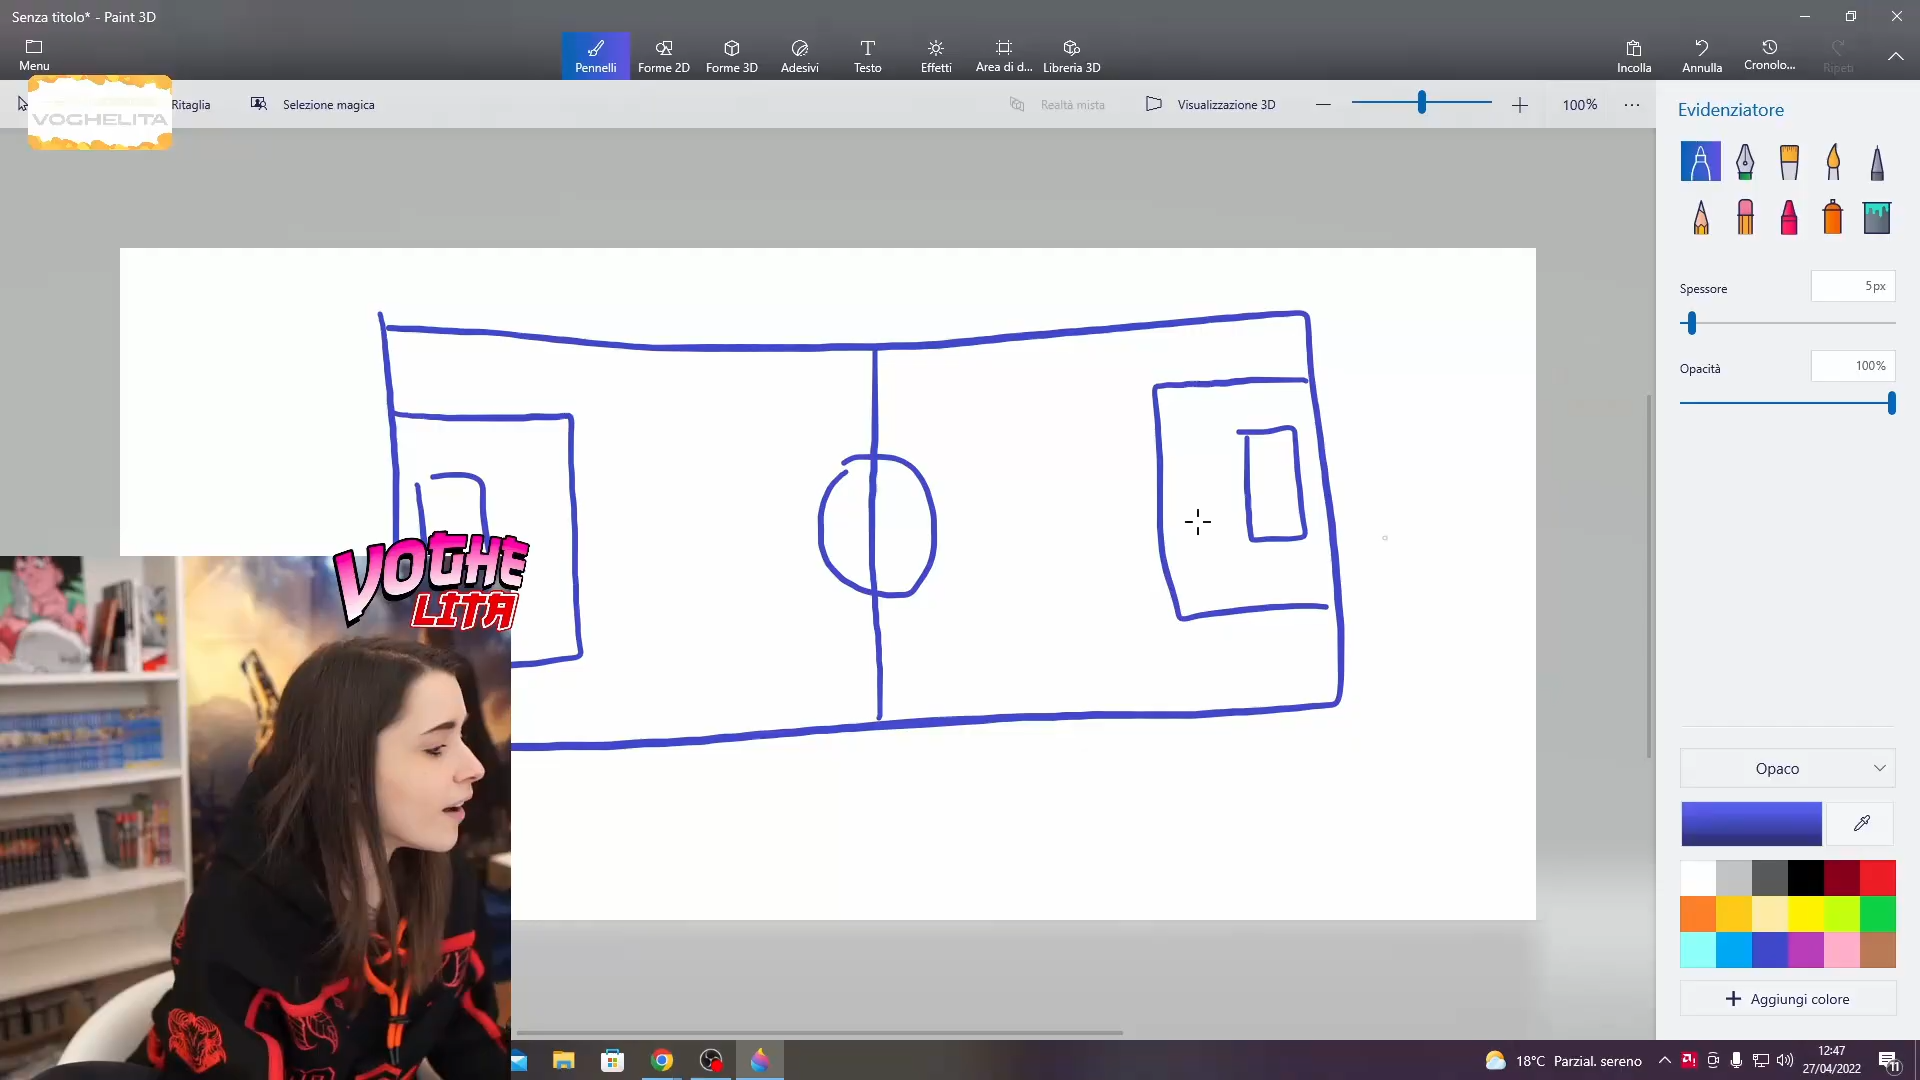 Senza titolo* - Paint 3D
Menu
Pennelli
Forme 2D
Forme 3D
Adesivi
Testo
Effetti
Area di d...
Libreria 3D
Incolla
Annulla
Cronolo...
Ripeti
VOGHELITA
Ritaglia
Selezione magica
Realtà mista
Visualizzazione 3D
100%
Evidenziatore
Spessore
5px
Opacità
100%
VOGHE
LITA
Opaco
Aggiungi colore
18°C Parzial. sereno
12:47
27/04/2022
11